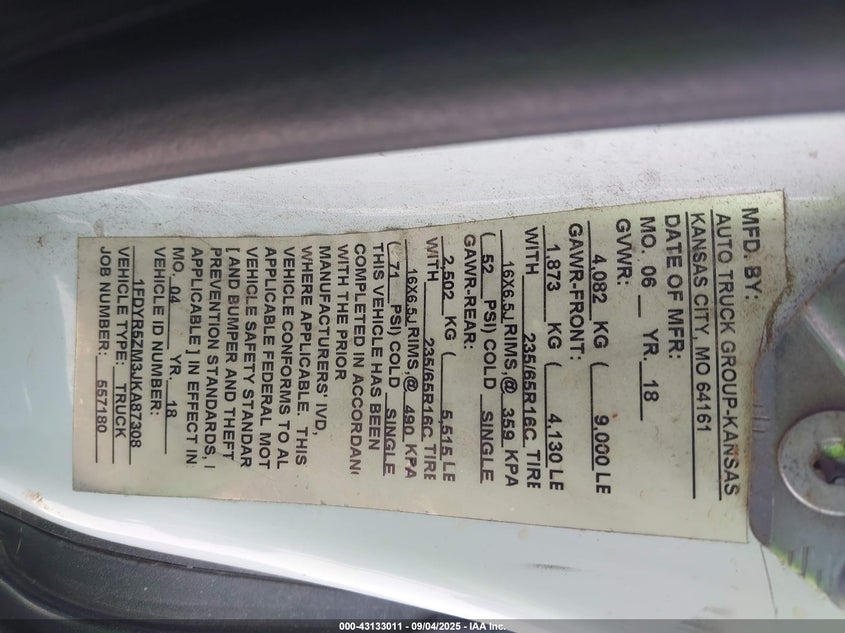 MFD. BY:
AUTO TRUCK GROUP-KANSAS
KANSAS CITY, MO 64161
DATE OF MFR:
MO. 06 YR. 18
GVWR:
4,082 KG ( 9,000 LE
GAWR-FRONT:
1,873 KG ( 4,130 LE
WITH 235/65R16C TIRE
16X6.5J RIMS,@ 359 KPA
( 52 PSI) COLD SINGLE
GAWR-REAR:
2,502 KG ( 5,515 LE
WITH 235/65R16C TIRE
16X6.5J RIMS,@ 490 KPA
( 71 PSI) COLD SINGLE
THIS VEHICLE HAS BEEN
COMPLETED IN ACCORDAN
WITH THE PRIOR
MANUFACTURERS' IVD,
WHERE APPLICABLE. THIS
VEHICLE CONFORMS TO AL
APPLICABLE FEDERAL MOT
VEHICLE SAFETY STANDAR
[ AND BUMPER AND THEFT
PREVENTION STANDARDS, I
APPLICABLE ] IN EFFECT IN
MO. 04 YR. 18
VEHICLE ID NUMBER:
1FDYR5ZM3JKA87308
VEHICLE TYPE: TRUCK
JOB NUMBER: 557180
000-43133011 - 09/04/2025 - IAA Inc.